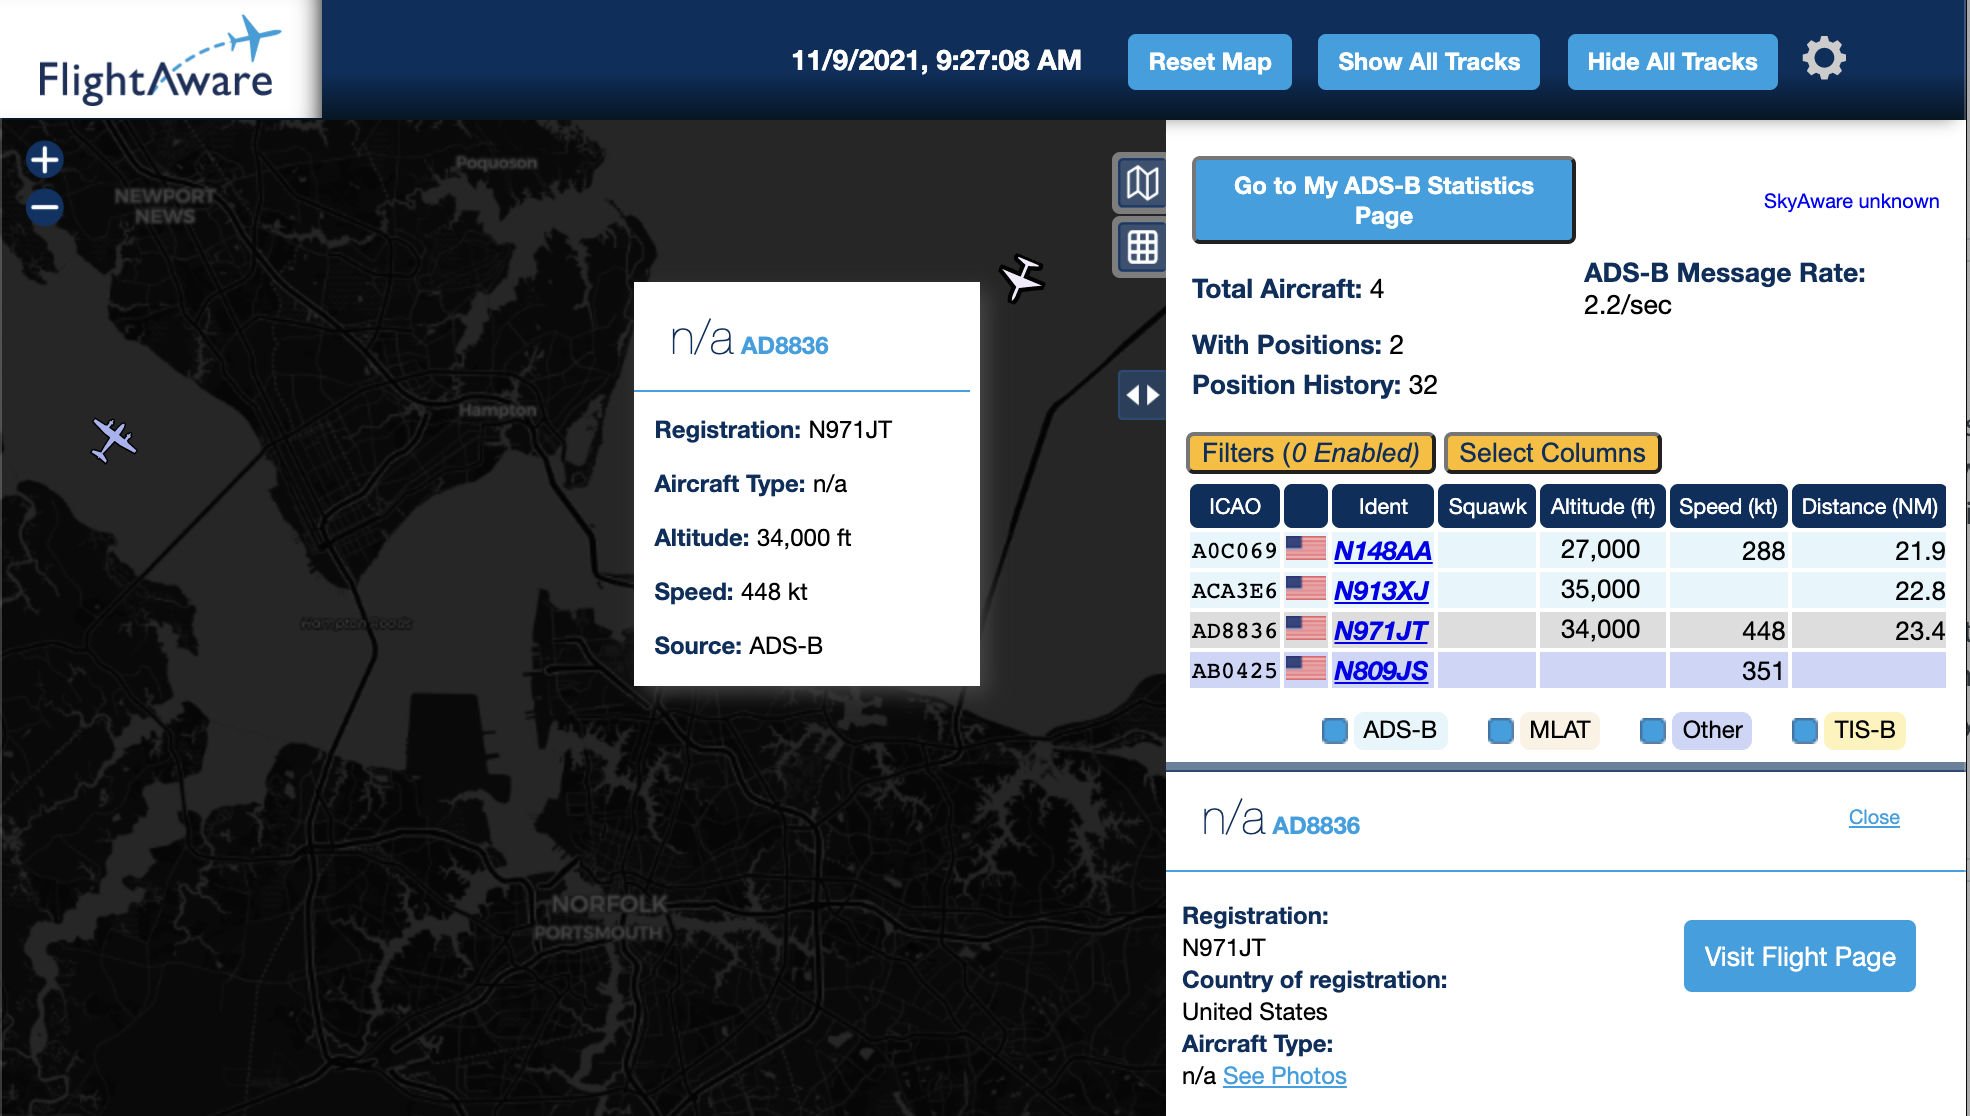 FlightAware
11/9/2021, 9:27:08 AM
Reset Map
Show All Tracks
Hide All Tracks
Poquoson
NEWPORT
NEWS
Hampton
Hampton Roads
NORFOLK
PORTSMOUTH
n/a AD8836
Registration: N971JT
Aircraft Type: n/a
Altitude: 34,000 ft
Speed: 448 kt
Source: ADS-B
Go to My ADS-B Statistics
Page
SkyAware unknown
Total Aircraft: 4
ADS-B Message Rate:
2.2/sec
With Positions: 2
Position History: 32
Filters (0 Enabled) Select Columns
ICAO Ident Squawk Altitude (ft) Speed (kt) Distance (NM)
A0C069 N148AA 27,000 288 21.9
ACA3E6 N913XJ 35,000 22.8
AD8836 N971JT 34,000 448 23.4
AB0425 N809JS 351
ADS-B MLAT Other TIS-B
n/a AD8836
Close
Registration:
N971JT
Country of registration:
United States
Aircraft Type:
n/a See Photos
Visit Flight Page